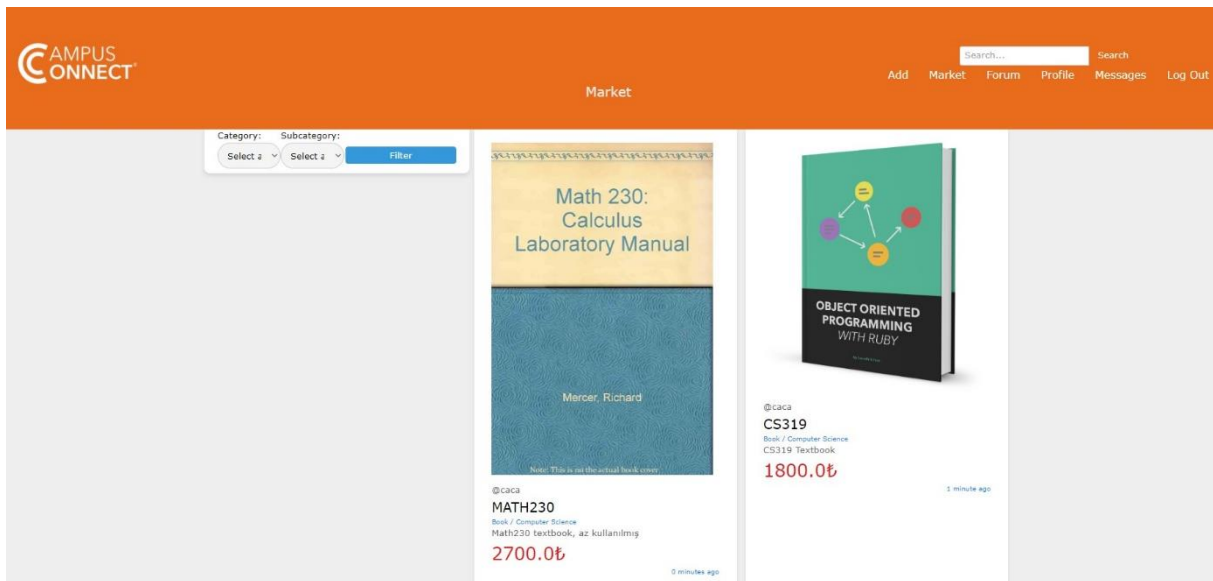 CAMPUS
CONNECT
Search...
Search
Add Market Forum Profile Messages Log Out
Market
Category: Subcategory:
Select a Select a Filter
Math 230:
Calculus
Laboratory Manual
Mercer, Richard
Note: This is not the actual book cover
@caca
MATH230
Book / Computer Science
Math230 textbook, az kullanılmış
2700.0₺
0 minutes ago
OBJECT ORIENTED
PROGRAMMING
WITH RUBY
@caca
CS319
Book / Computer Science
CS319 Textbook
1800.0₺
1 minute ago